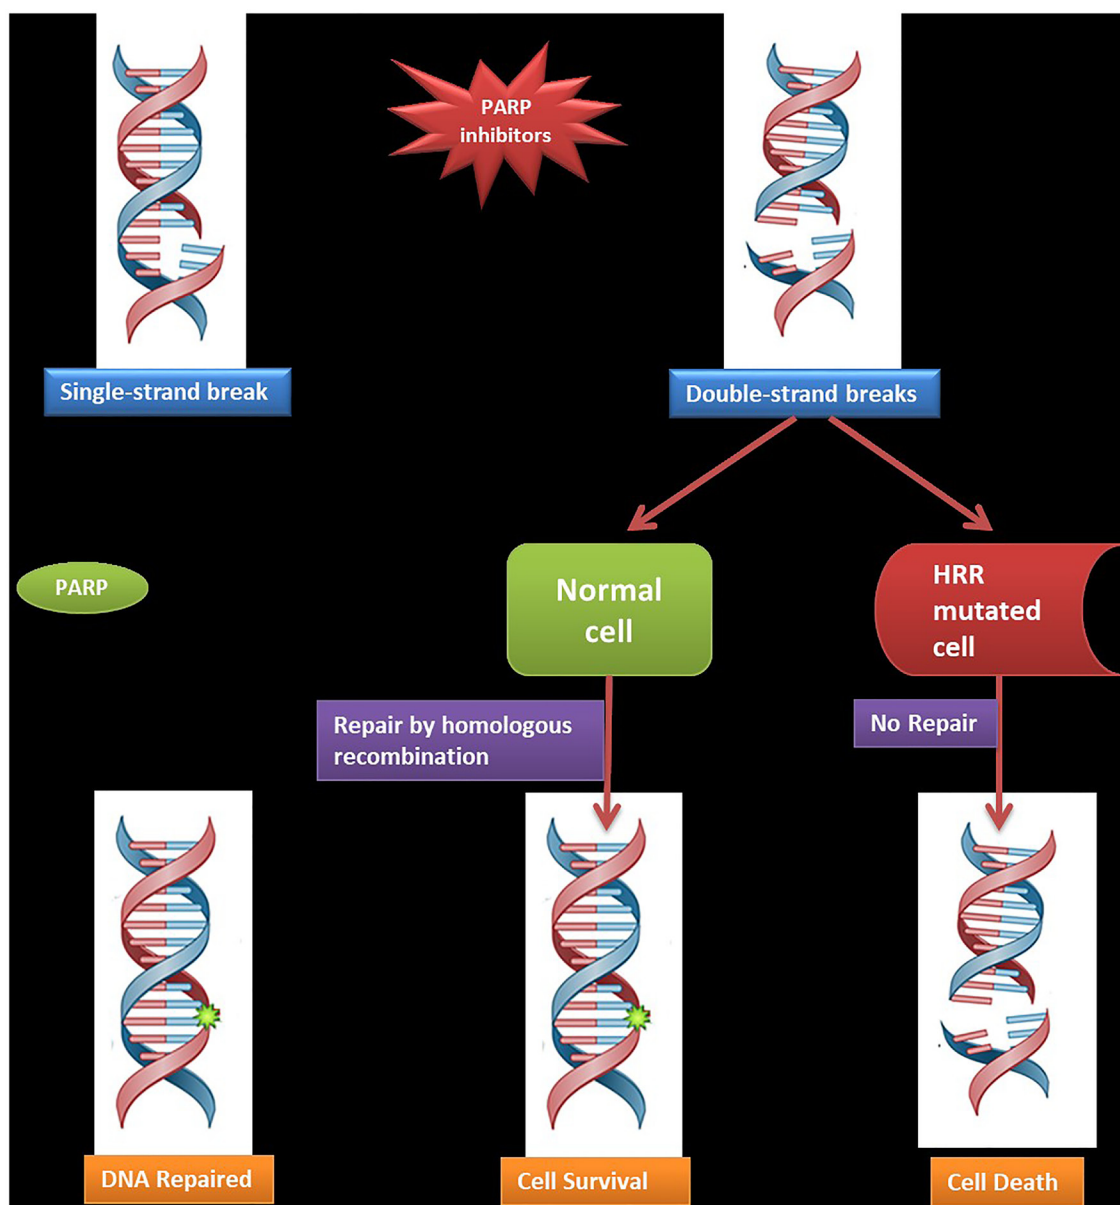 PARP
inhibitors
Single-strand break
Double-strand breaks
PARP
Normal
cell
HRR
mutated
cell
Repair by homologous
recombination
No Repair
DNA Repaired
Cell Survival
Cell Death